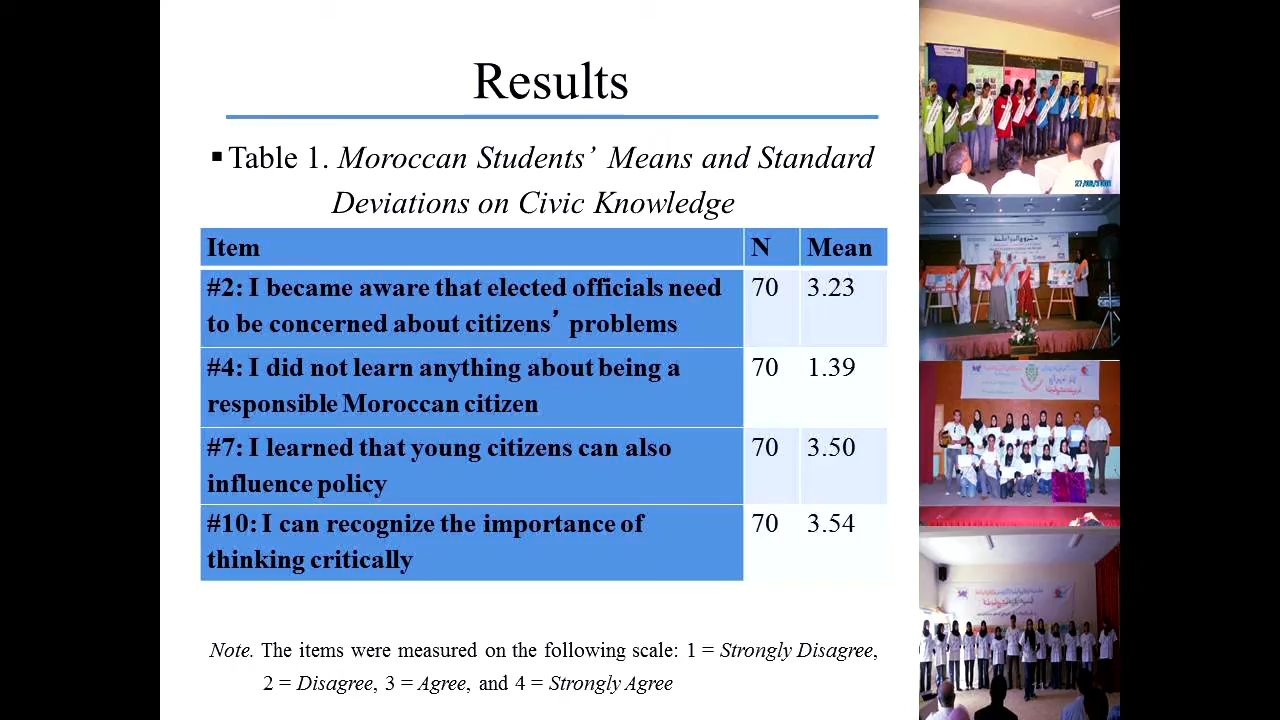 Results
▪ Table 1. Moroccan Students’ Means and Standard
Deviations on Civic Knowledge
Item N Mean
#2: I became aware that elected officials need
to be concerned about citizens’ problems
70 3.23
#4: I did not learn anything about being a
responsible Moroccan citizen
70 1.39
#7: I learned that young citizens can also
influence policy
70 3.50
#10: I can recognize the importance of
thinking critically
70 3.54
Note. The items were measured on the following scale: 1 = Strongly Disagree,
2 = Disagree, 3 = Agree, and 4 = Strongly Agree